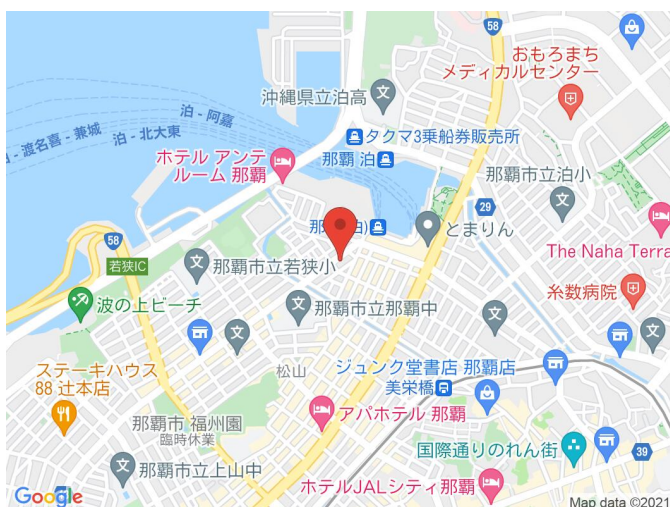 58
おもろまち
メディカルセンター
沖縄県立泊高
泊 - 阿嘉
泊 - 北大東
泊 - 渡名喜 - 兼城
タクマ3乗船券販売所
ホテル アンテ
ルーム 那覇
那覇 泊
那覇市立泊小
29
とまりん
58
若狭IC
那覇市立若狭小
The Naha Terra
波の上ビーチ
那覇市立那覇中
糸数病院
ステーキハウス
88 辻本店
松山
ジュンク堂書店 那覇店
美栄橋
アパホテル 那覇
那覇市 福州園
臨時休業
国際通りのれん街
39
那覇市立上山中
ホテルJALシティ那覇
Google
Map data ©2021